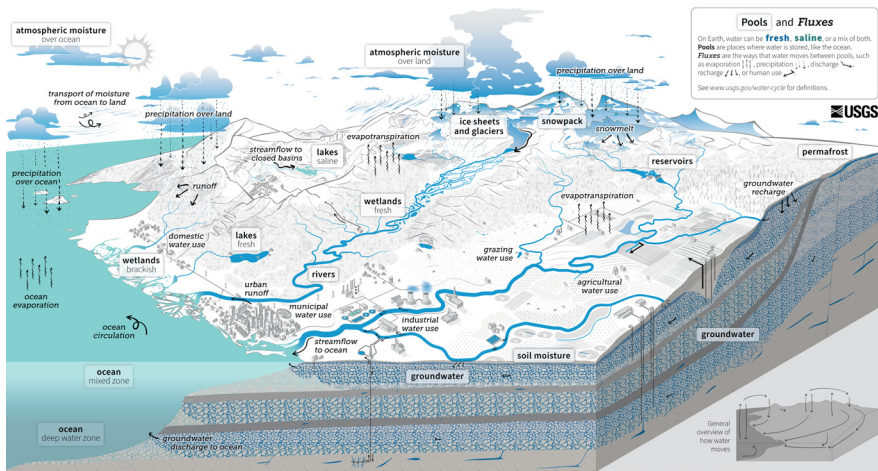 Pools and Fluxes
On Earth, water can be fresh, saline, or a mix of both.
Pools are places where water is stored, like the ocean.
Fluxes are the ways that water moves between pools, such
as evaporation, precipitation, discharge,
recharge, or human use
See www.usgs.gov/water-cycle for definitions.
USGS
atmospheric moisture
over ocean
atmospheric moisture
over land
precipitation over land
transport of moisture
from ocean to land
precipitation over land
ice sheets
and glaciers
snowpack
snowmelt
evapotranspiration
streamflow to
closed basins
lakes
saline
permafrost
reservoirs
precipitation
over ocean
runoff
groundwater
recharge
wetlands
fresh
evapotranspiration
domestic
water use
lakes
fresh
wetlands
brackish
grazing
water use
rivers
ocean
evaporation
urban
runoff
agricultural
water use
municipal
water use
industrial
water use
ocean
circulation
streamflow
to ocean
soil moisture
groundwater
ocean
mixed zone
groundwater
ocean
deep water zone
groundwater
discharge to ocean
General
overview of
how water
moves